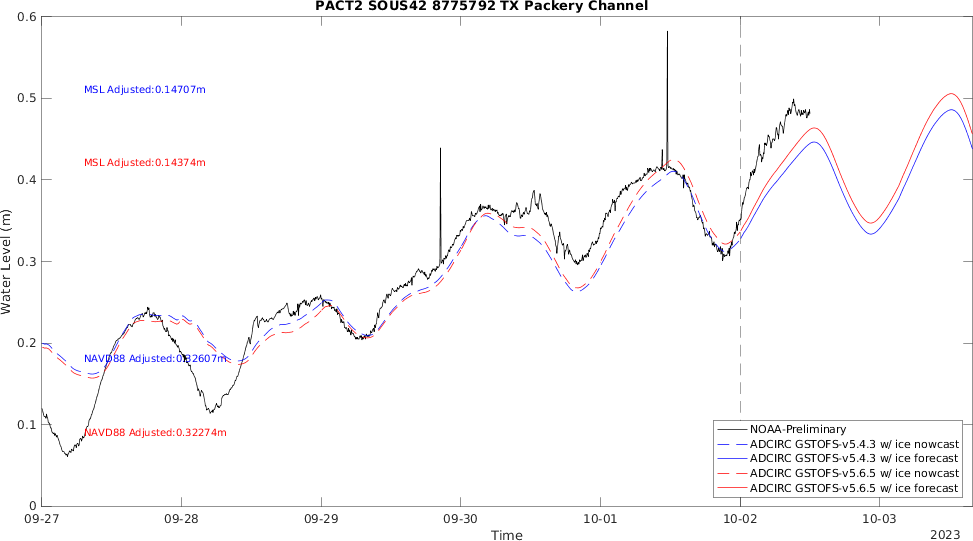 PACT2 SOUS42 8775792 TX Packery Channel
0.6
0.5
0.4
0.3
0.2
0.1
0
Water Level (m)
MSL Adjusted:0.14707m
MSL Adjusted:0.14374m
NAVD88 Adjusted:0.32607m
NAVD88 Adjusted:0.32274m
NOAA-Preliminary
ADCIRC GSTOFS-v5.4.3 w/ ice nowcast
ADCIRC GSTOFS-v5.4.3 w/ ice forecast
ADCIRC GSTOFS-v5.6.5 w/ ice nowcast
ADCIRC GSTOFS-v5.6.5 w/ ice forecast
09-27 09-28 09-29 09-30 10-01 10-02 10-03
Time
2023